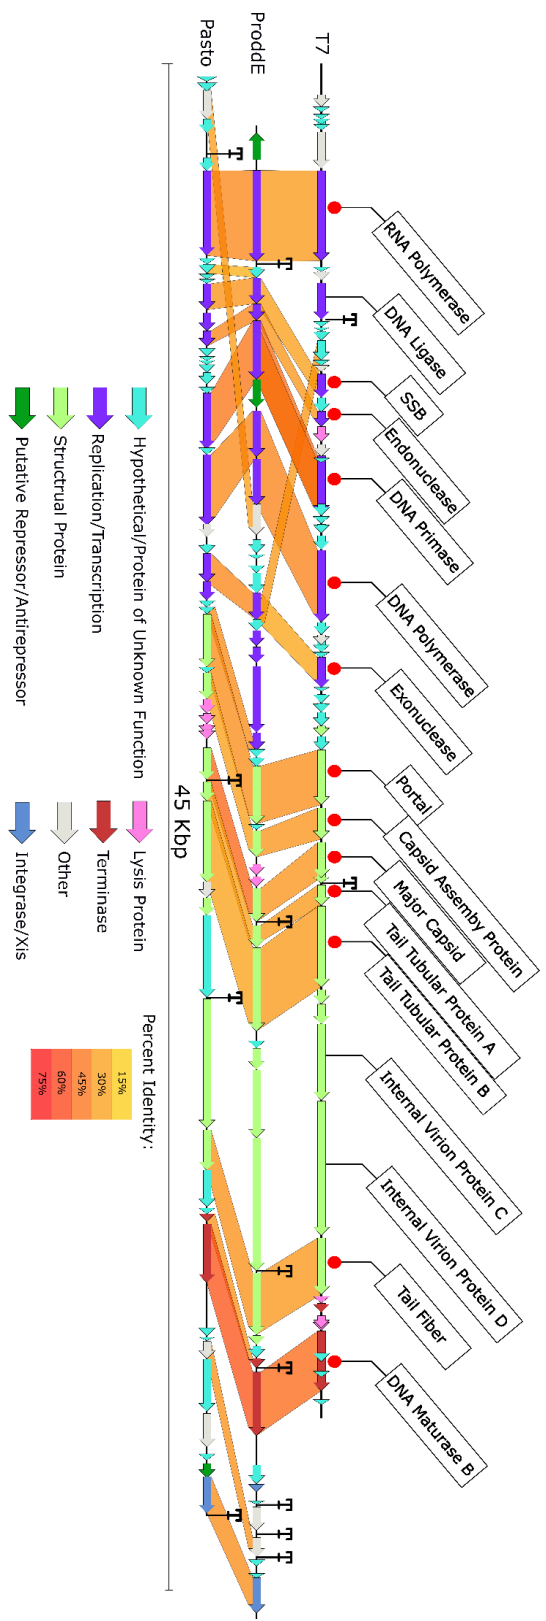 T7
ProddE
Pasto
RNA Polymerase
DNA Ligase
SSB
Endonuclease
DNA Primase
DNA Polymerase
Exonuclease
Portal
Capsid Assemby Protein
Major Capsid
Tail Tubular Protein A
Tail Tubular Protein B
Internal Virion Protein C
Internal Virion Protein D
Tail Fiber
DNA Maturase B
45 Kbp
Hypothetical/Protein of Unknown Function
Replication/Transcription
Structrual Protein
Putative Repressor/Antirepressor
Lysis Protein
Terminase
Other
Integrase/Xis
Percent Identity:
15%
30%
45%
60%
75%